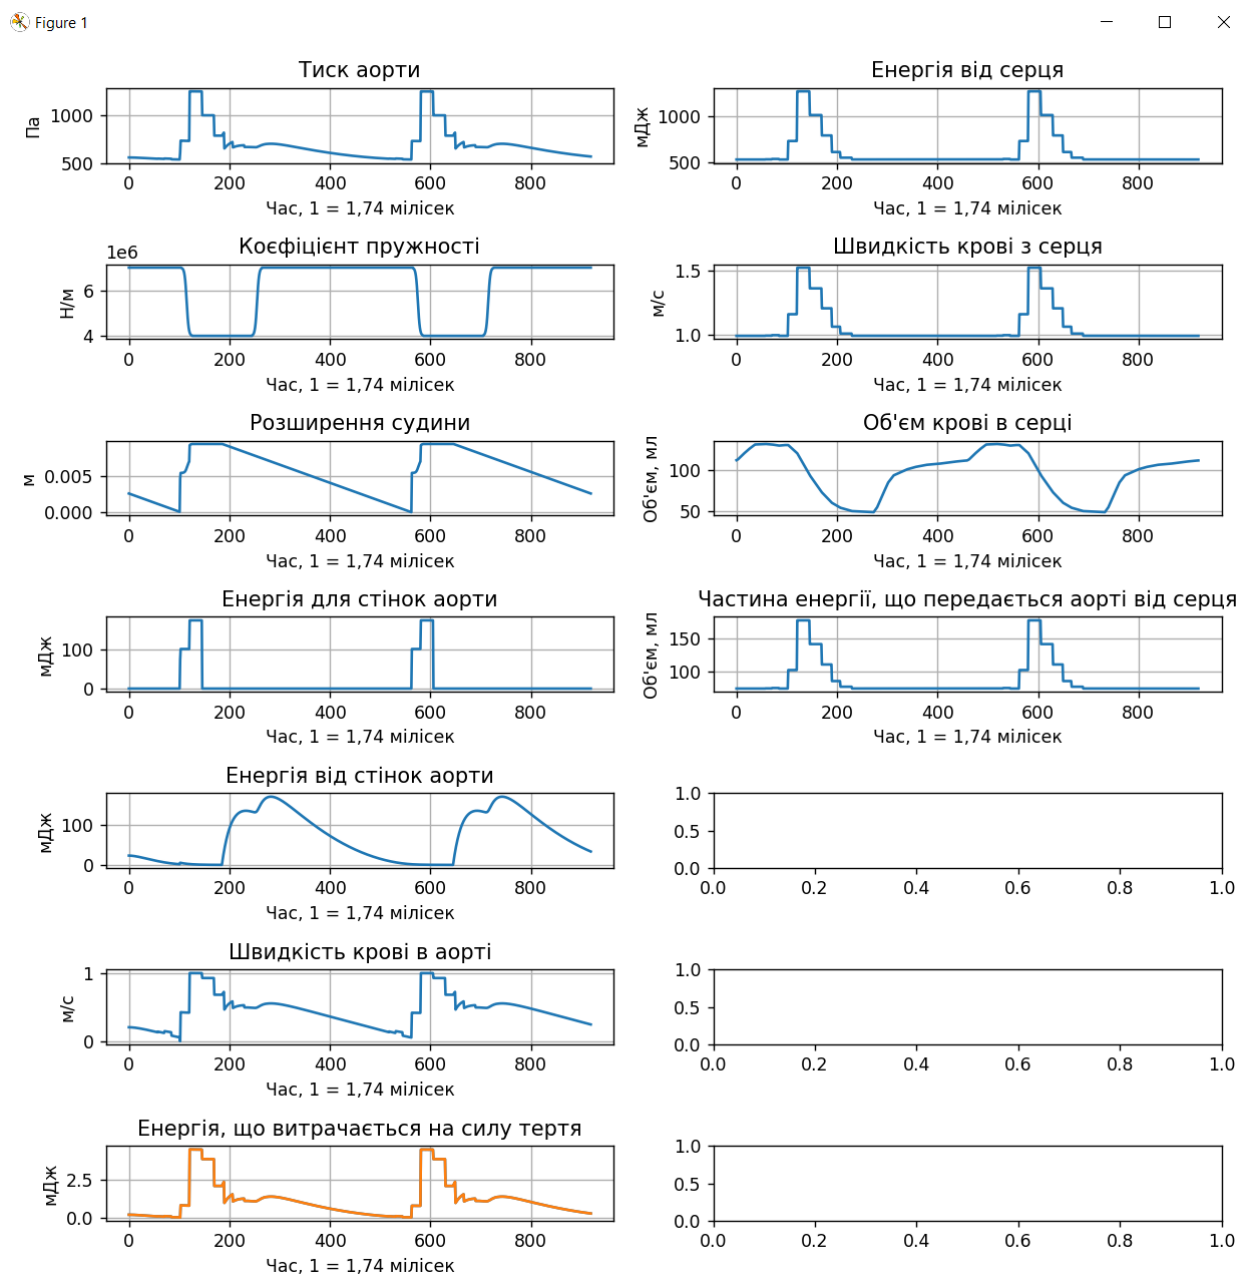 Figure 1
Тиск аорти
Па
1000
500
0 200 400 600 800
Час, 1 = 1,74 мілісек
Енергія від серця
мДж
1000
500
0 200 400 600 800
Час, 1 = 1,74 мілісек
Коєфіцієнт пружності
1e6
Н/м
6
4
0 200 400 600 800
Час, 1 = 1,74 мілісек
Швидкість крові з серця
м/с
1.5
1.0
0 200 400 600 800
Час, 1 = 1,74 мілісек
Розширення судини
м
0.005
0.000
0 200 400 600 800
Час, 1 = 1,74 мілісек
Об'єм крові в серці
Об'єм, мл
100
50
0 200 400 600 800
Час, 1 = 1,74 мілісек
Енергія для стінок аорти
мДж
100
0
0 200 400 600 800
Час, 1 = 1,74 мілісек
Частина енергії, що передається аорті від серця
Об'єм, мл
150
100
0 200 400 600 800
Час, 1 = 1,74 мілісек
Енергія від стінок аорти
мДж
100
0
0 200 400 600 800
Час, 1 = 1,74 мілісек
1.0
0.5
0.0
0.0 0.2 0.4 0.6 0.8 1.0
Швидкість крові в аорті
м/с
1
0
0 200 400 600 800
Час, 1 = 1,74 мілісек
1.0
0.5
0.0
0.0 0.2 0.4 0.6 0.8 1.0
Енергія, що витрачається на силу тертя
мДж
2.5
0.0
0 200 400 600 800
Час, 1 = 1,74 мілісек
1.0
0.5
0.0
0.0 0.2 0.4 0.6 0.8 1.0